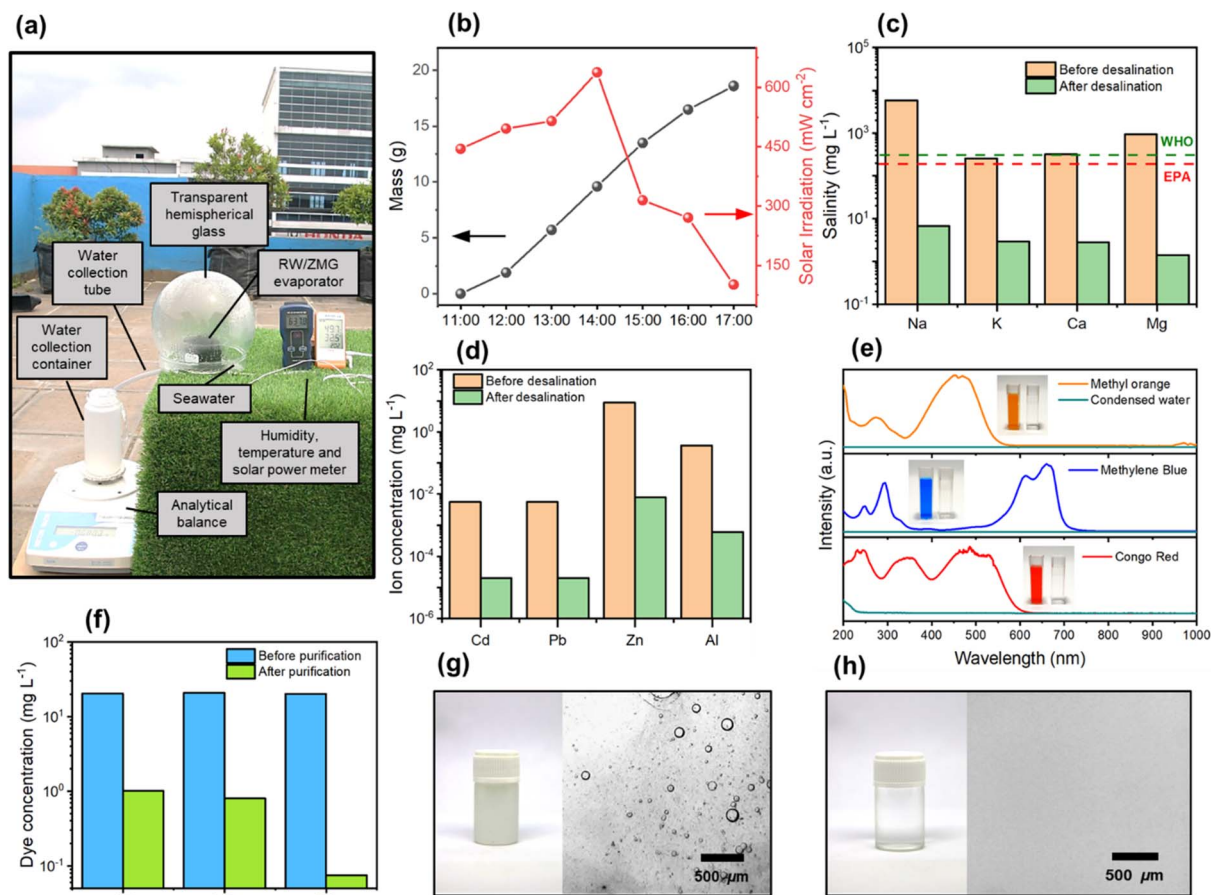 (a)
Transparent
hemispherical
glass
Water
collection
tube
RW/ZMG
evaporator
Water
collection
container
Seawater
Humidity,
temperature and
solar power meter
Analytical
balance
(b)
Mass (g)
20
15
10
5
0
Solar Irradiation (mW cm⁻²)
600
450
300
150
11:00 12:00 13:00 14:00 15:00 16:00 17:00
(c)
Salinity (mg L⁻¹)
10⁵
10³
10¹
10⁻¹
Before desalination
After desalination
WHO
EPA
Na K Ca Mg
(d)
Ion concentration (mg L⁻¹)
10²
10⁰
10⁻²
10⁻⁴
10⁻⁶
Before desalination
After desalination
Cd Pb Zn Al
(e)
Intensity (a.u.)
Methyl orange
Condensed water
Methylene Blue
Congo Red
200 300 400 500 600 700 800 900 1000
Wavelength (nm)
(f)
Dye concentration (mg L⁻¹)
10²
10¹
10⁰
10⁻¹
Before purification
After purification
(g)
500 µm
(h)
500 µm